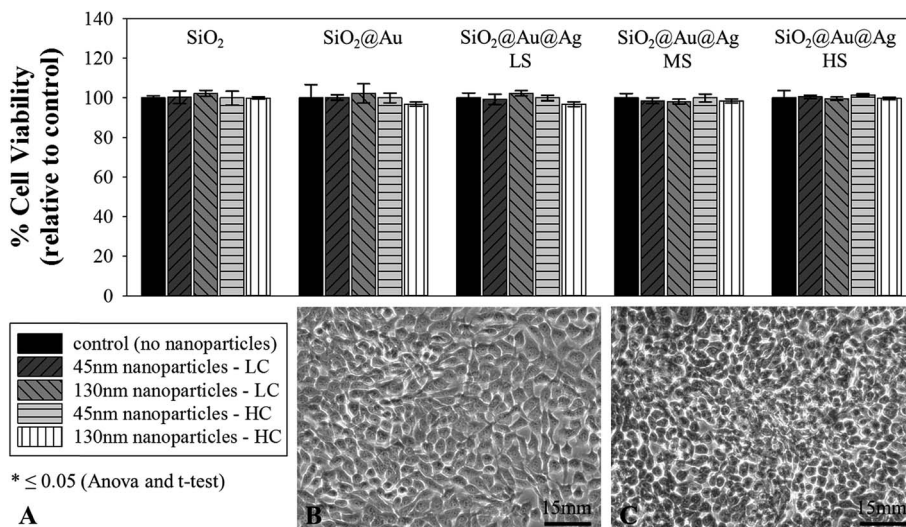 % Cell Viability
(relative to control)
140
120
100
80
60
40
20
0
SiO₂
SiO₂@Au
SiO₂@Au@Ag
LS
SiO₂@Au@Ag
MS
SiO₂@Au@Ag
HS
control (no nanoparticles)
45nm nanoparticles - LC
130nm nanoparticles - LC
45nm nanoparticles - HC
130nm nanoparticles - HC
* ≤ 0.05 (Anova and t-test)
A
B
15mm
C
15mm